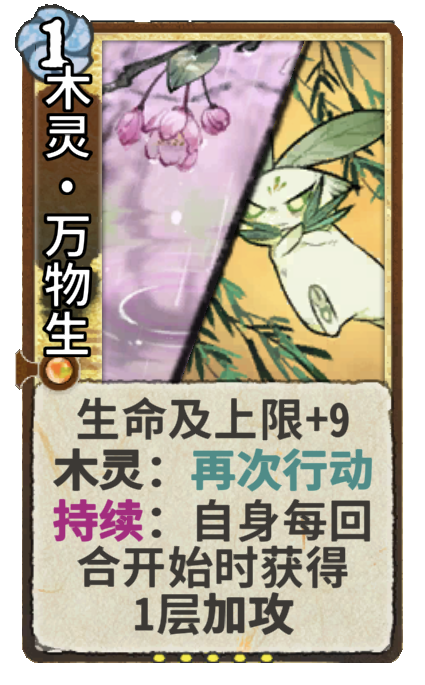 1
木灵·万物生
生命及上限+9
木灵：再次行动
持续：自身每回
合开始时获得
1层加攻